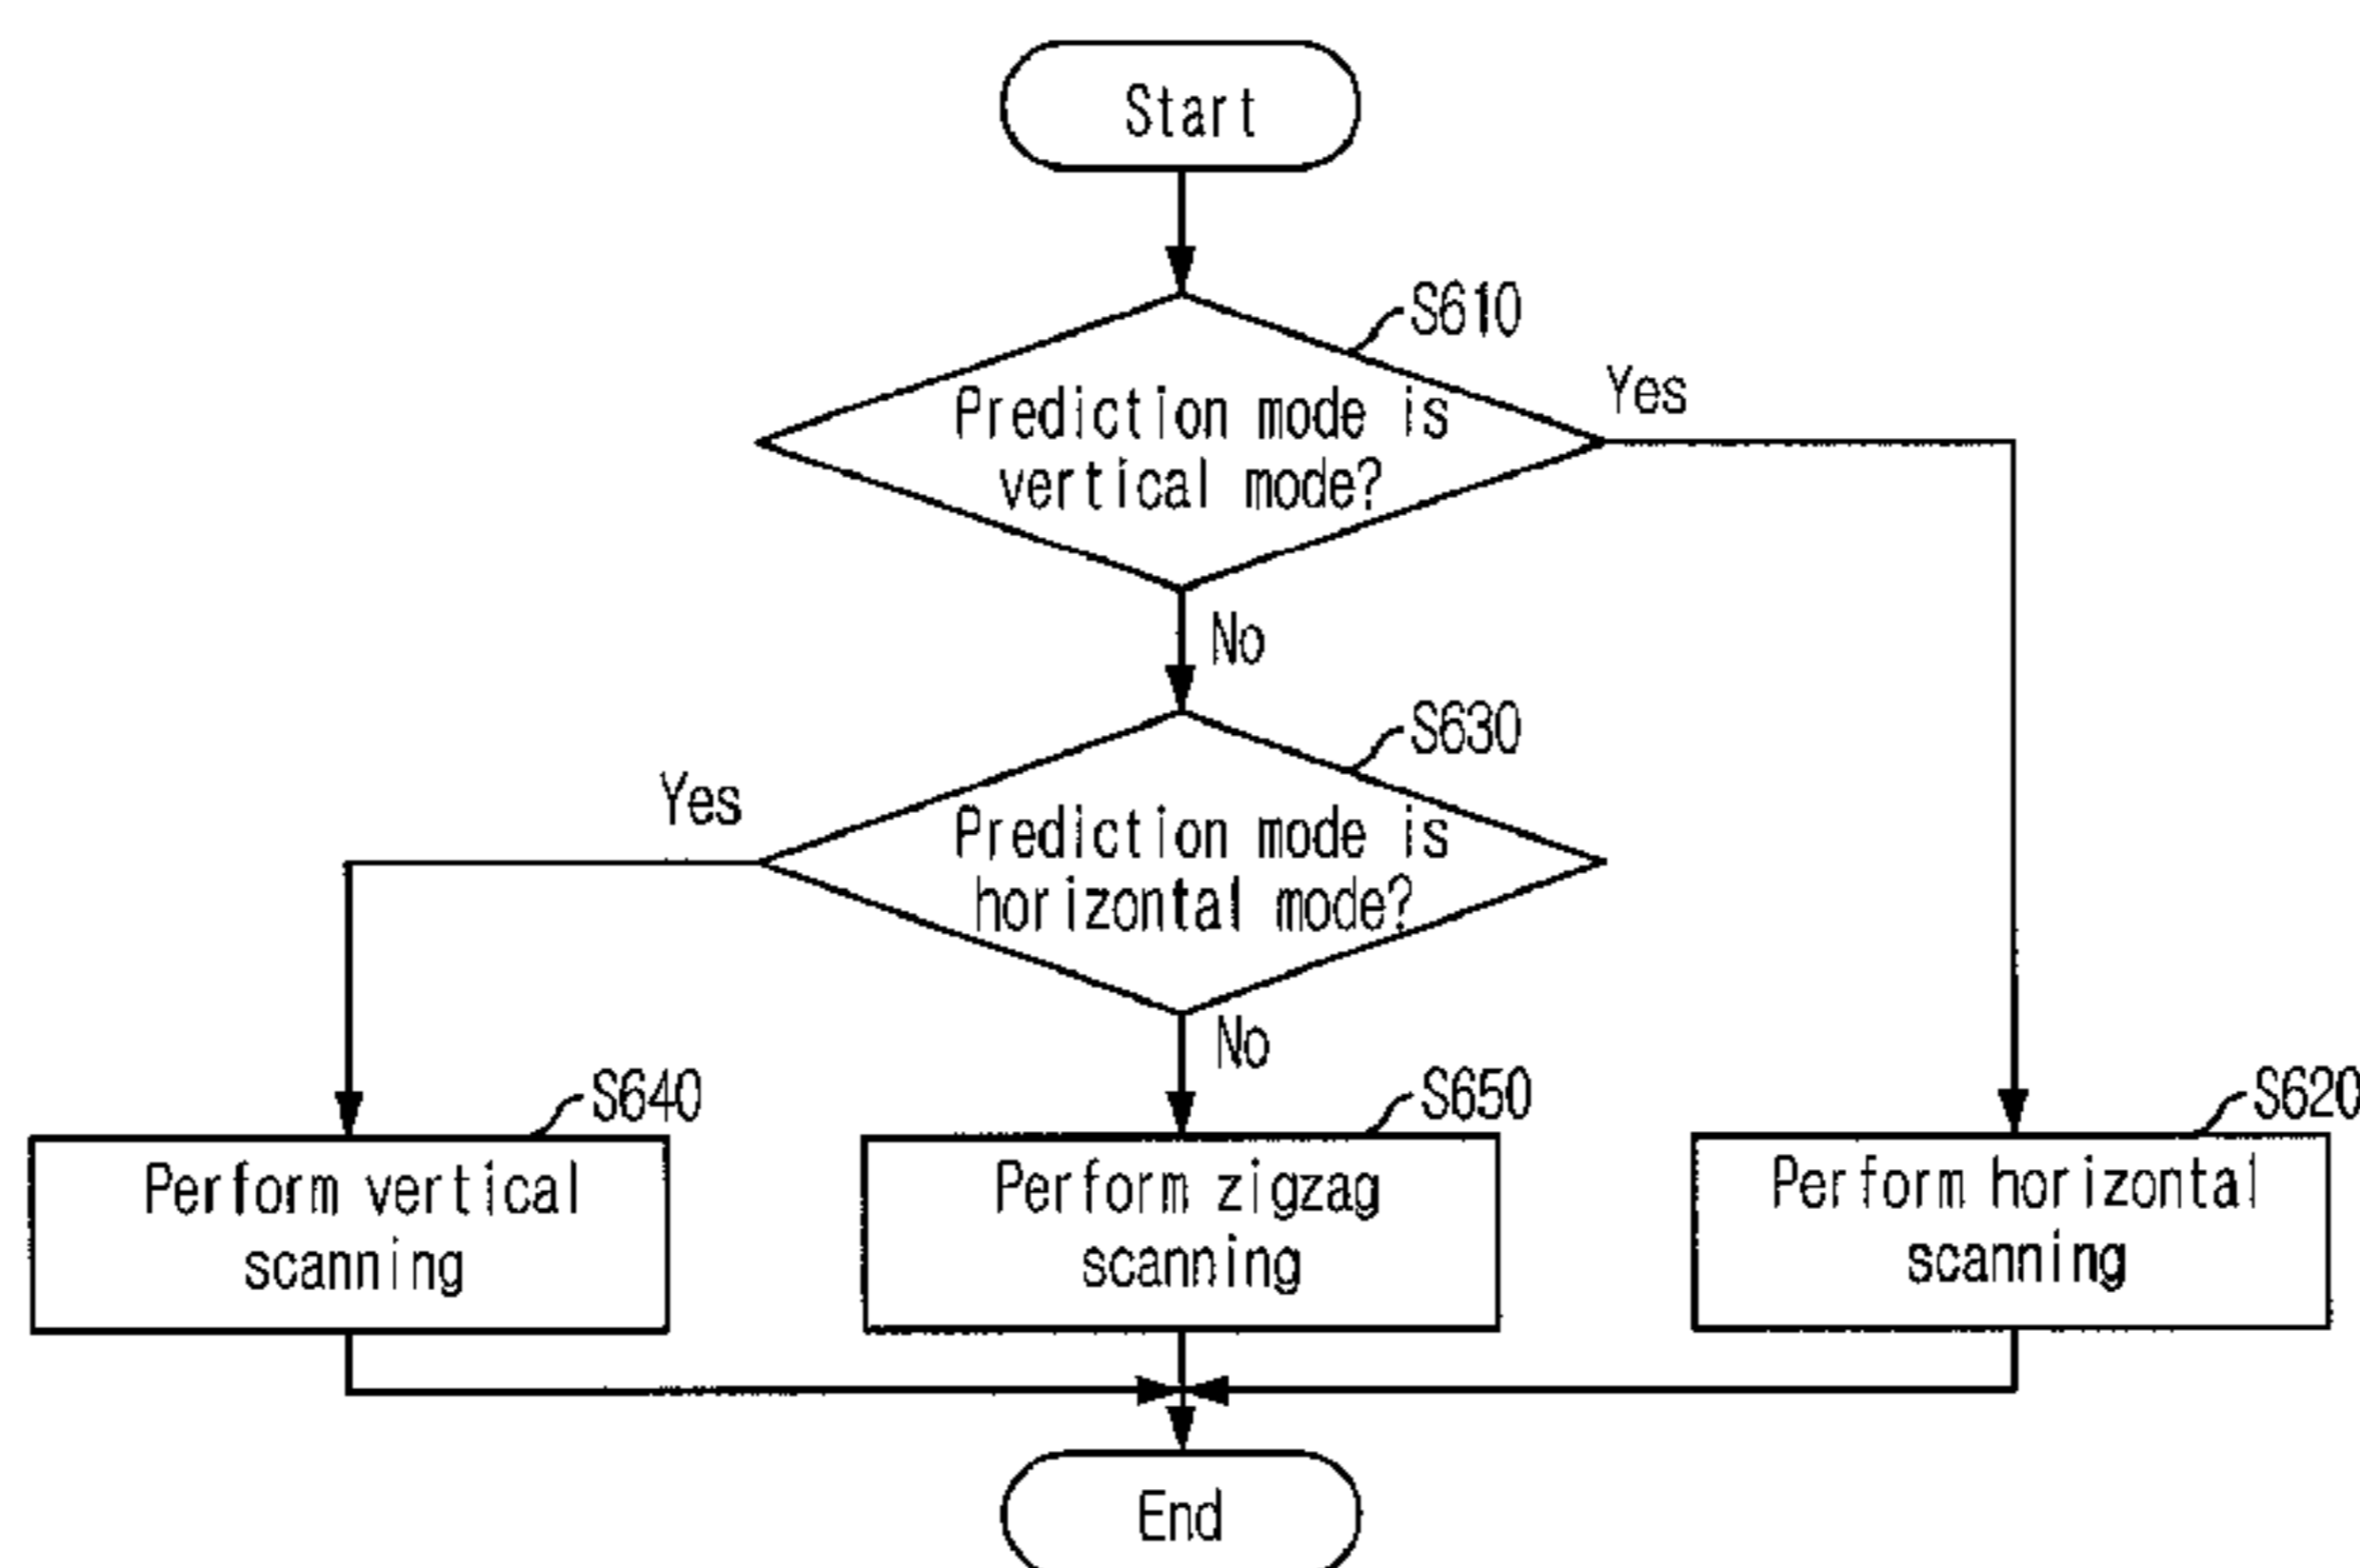 Start
S610
Prediction mode is
vertical mode?
Yes
No
S630
Prediction mode is
horizontal mode?
Yes
No
S640
Perform vertical
scanning
S650
Perform zigzag
scanning
S620
Perform horizontal
scanning
End